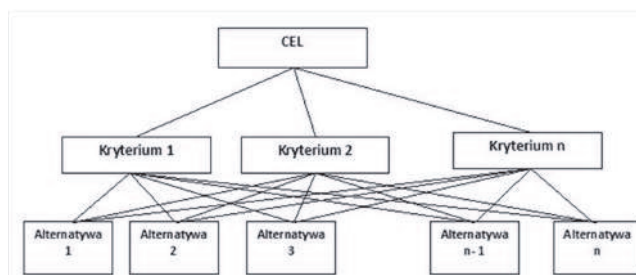 CEL
Kryterium 1
Kryterium 2
Kryterium n
Alternatywa
1
Alternatywa
2
Alternatywa
3
Alternatywa
n- 1
Alternatywa
n